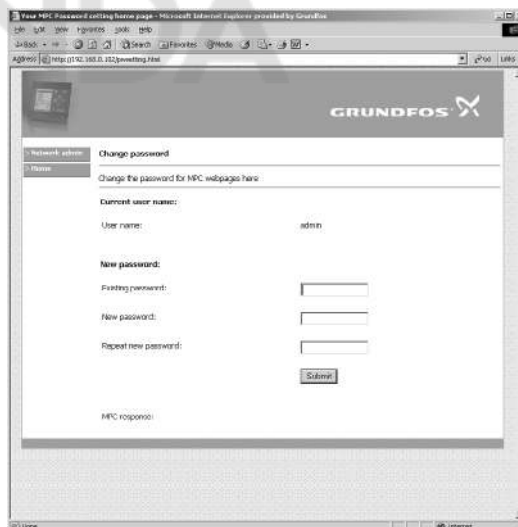 Your MPC Password setting home page - Microsoft Internet Explorer provided by Grundfos
File Edit View Favorites Tools Help
Back Search Favorites Media
Address http://192.168.0.102/pwsetting.html Go Links
GRUNDFOS
> Network admin
> Home
Change password
Change the password for MPC webpages here
Current user name:
User name: admin
New password:
Existing password:
New password:
Repeat new password:
Submit
MPC response:
Done Internet